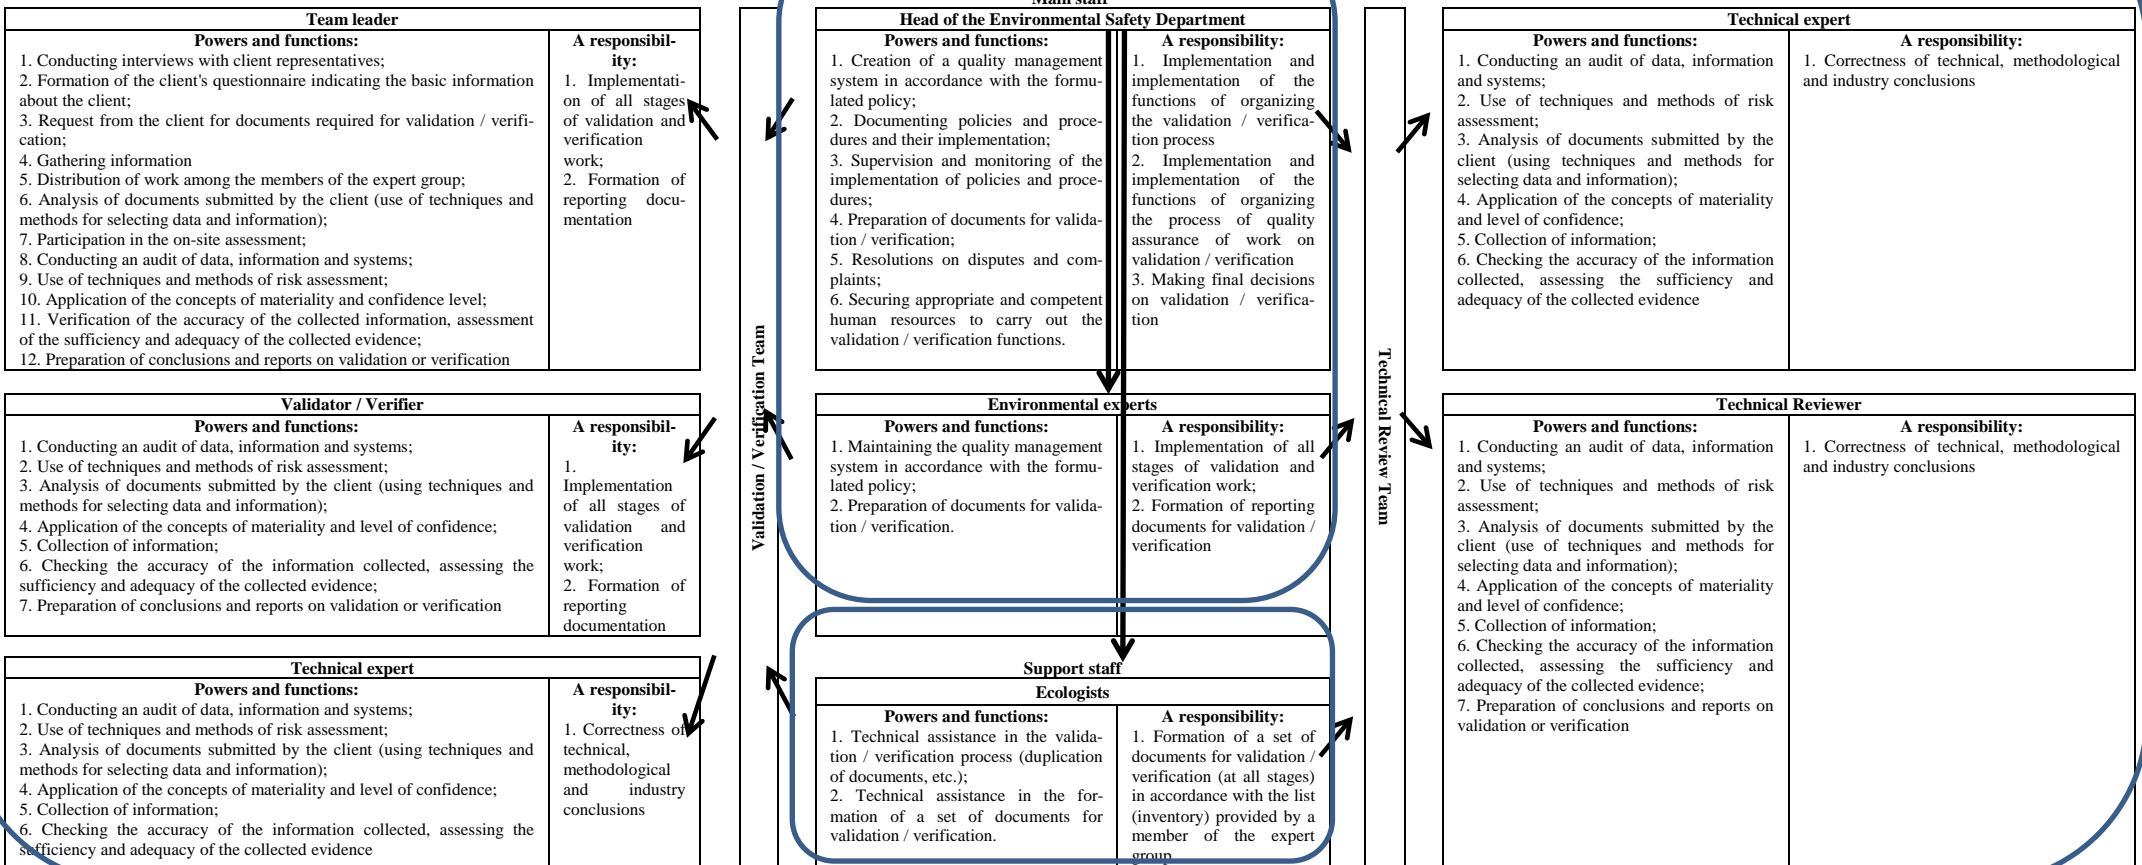 Main staff
Team leader
Powers and functions:
1. Conducting interviews with client representatives;
2. Formation of the client's questionnaire indicating the basic information
about the client;
3. Request from the client for documents required for validation / verifi-
cation;
4. Gathering information
5. Distribution of work among the members of the expert group;
6. Analysis of documents submitted by the client (use of techniques and
methods for selecting data and information);
7. Participation in the on-site assessment;
8. Conducting an audit of data, information and systems;
9. Use of techniques and methods of risk assessment;
10. Application of the concepts of materiality and confidence level;
11. Verification of the accuracy of the collected information, assessment
of the sufficiency and adequacy of the collected evidence;
12. Preparation of conclusions and reports on validation or verification
A responsibil-
ity:
1. Implementati-
on of all stages
of validation and
verification
work;
2. Formation of
reporting docu-
mentation
Validator / Verifier
Powers and functions:
1. Conducting an audit of data, information and systems;
2. Use of techniques and methods of risk assessment;
3. Analysis of documents submitted by the client (using techniques and
methods for selecting data and information);
4. Application of the concepts of materiality and level of confidence;
5. Collection of information;
6. Checking the accuracy of the information collected, assessing the
sufficiency and adequacy of the collected evidence;
7. Preparation of conclusions and reports on validation or verification
A responsibil-
ity:
1.
Implementation
of all stages of
validation and
verification
work;
2. Formation of
reporting
documentation
Technical expert
Powers and functions:
1. Conducting an audit of data, information and systems;
2. Use of techniques and methods of risk assessment;
3. Analysis of documents submitted by the client (using techniques and
methods for selecting data and information);
4. Application of the concepts of materiality and level of confidence;
5. Collection of information;
6. Checking the accuracy of the information collected, assessing the
sufficiency and adequacy of the collected evidence
A responsibil-
ity:
1. Correctness of
technical,
methodological
and industry
conclusions
Validation / Verification Team
Head of the Environmental Safety Department
Powers and functions:
1. Creation of a quality management
system in accordance with the formu-
lated policy;
2. Documenting policies and proce-
dures and their implementation;
3. Supervision and monitoring of the
implementation of policies and proce-
dures;
4. Preparation of documents for valida-
tion / verification;
5. Resolutions on disputes and com-
plaints;
6. Securing appropriate and competent
human resources to carry out the
validation / verification functions.
A responsibility:
1. Implementation and
implementation of the
functions of organizing
the validation / verifica-
tion process
2. Implementation and
implementation of the
functions of organizing
the process of quality
assurance of work on
validation / verification
3. Making final decisions
on validation / verifica-
tion
Environmental experts
Powers and functions:
1. Maintaining the quality management
system in accordance with the formu-
lated policy;
2. Preparation of documents for valida-
tion / verification.
A responsibility:
1. Implementation of all
stages of validation and
verification work;
2. Formation of reporting
documents for validation /
verification
Support staff
Ecologists
Powers and functions:
1. Technical assistance in the valida-
tion / verification process (duplication
of documents, etc.);
2. Technical assistance in the for-
mation of a set of documents for
validation / verification.
A responsibility:
1. Formation of a set of
documents for validation /
verification (at all stages)
in accordance with the list
(inventory) provided by a
member of the expert
group
Technical Review Team
Technical expert
Powers and functions:
1. Conducting an audit of data, information
and systems;
2. Use of techniques and methods of risk
assessment;
3. Analysis of documents submitted by the
client (using techniques and methods for
selecting data and information);
4. Application of the concepts of materiality
and level of confidence;
5. Collection of information;
6. Checking the accuracy of the information
collected, assessing the sufficiency and
adequacy of the collected evidence
A responsibility:
1. Correctness of technical, methodological
and industry conclusions
Technical Reviewer
Powers and functions:
1. Conducting an audit of data, information
and systems;
2. Use of techniques and methods of risk
assessment;
3. Analysis of documents submitted by the
client (use of techniques and methods for
selecting data and information);
4. Application of the concepts of materiality
and level of confidence;
5. Collection of information;
6. Checking the accuracy of the information
collected, assessing the sufficiency and
adequacy of the collected evidence;
7. Preparation of conclusions and reports on
validation or verification
A responsibility:
1. Correctness of technical, methodological
and industry conclusions